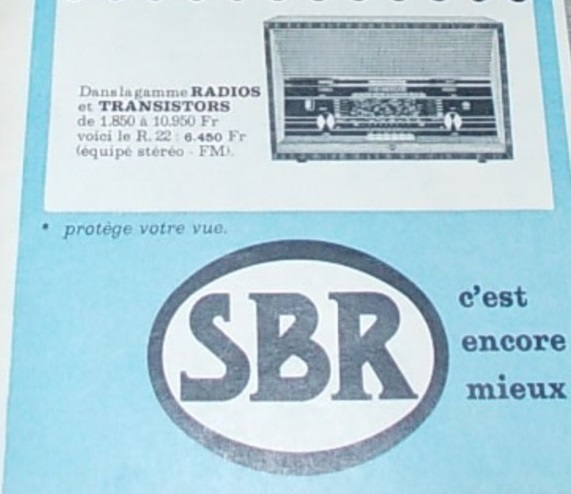 Dans la gamme RADIOS
et TRANSISTORS
de 1.850 à 10.950 Fr
voici le R. 22 : 6.450 Fr
(équipé stéréo - FM).
* protège votre vue.
SBR
c'est
encore
mieux